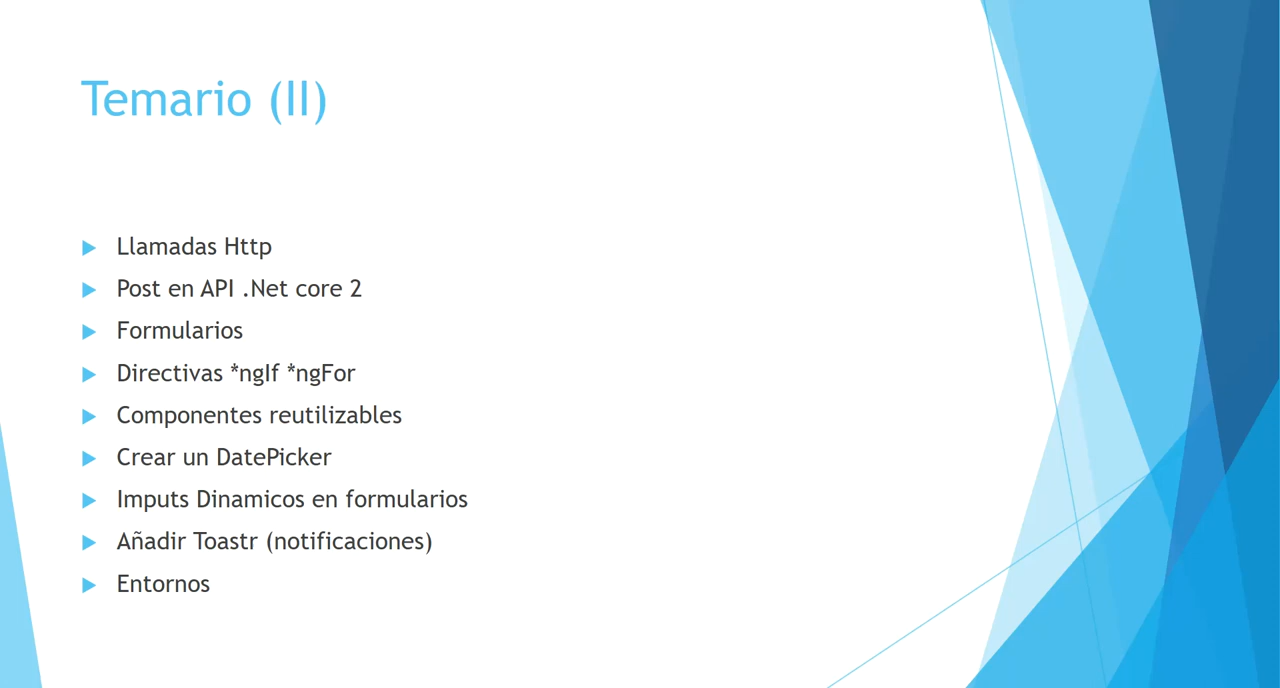 Temario (II)
Llamadas Http
Post en API .Net core 2
Formularios
Directivas *ngIf *ngFor
Componentes reutilizables
Crear un DatePicker
Imputs Dinamicos en formularios
Añadir Toastr (notificaciones)
Entornos